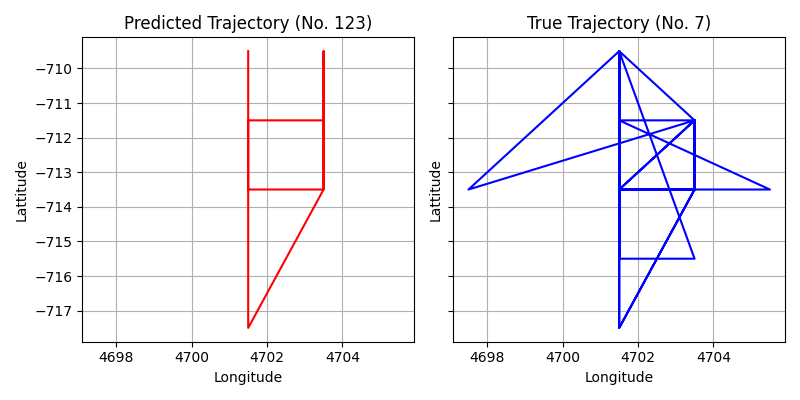 Predicted Trajectory (No. 123)
True Trajectory (No. 7)
Lattitude
−710
−711
−712
−713
−714
−715
−716
−717
4698 4700 4702 4704
Longitude
Lattitude
4698 4700 4702 4704
Longitude